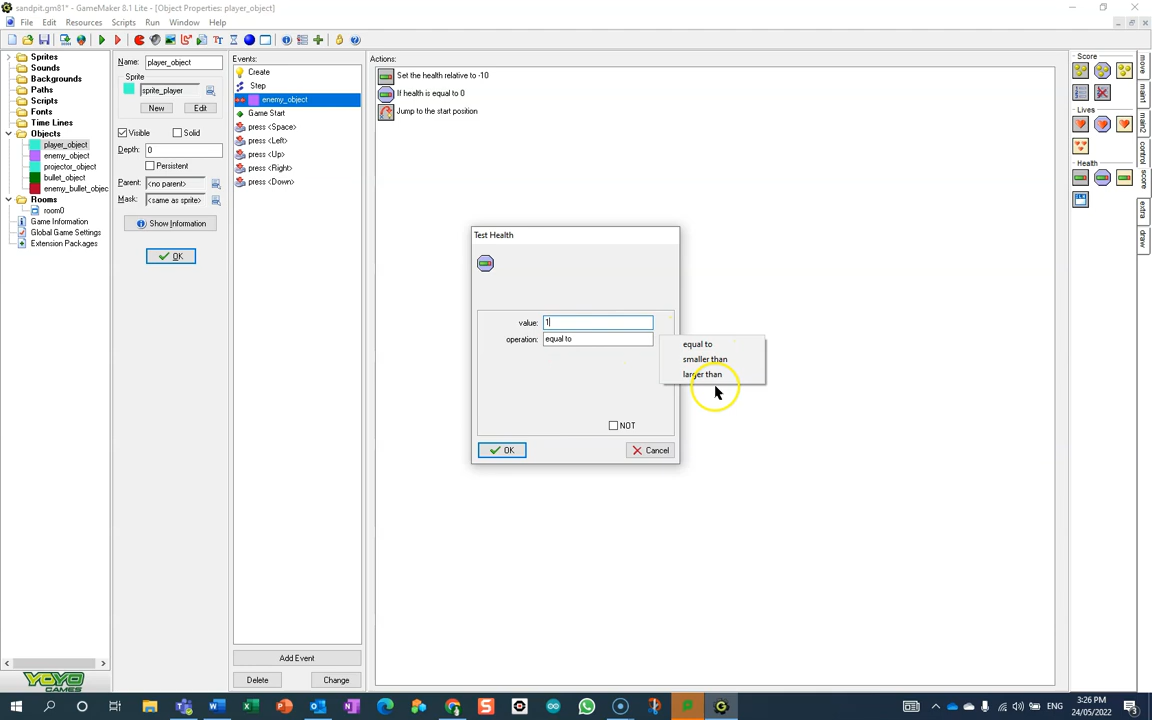 sandpit.gm81* - GameMaker 8.1 Lite - [Object Properties: player_object]
File Edit Resources Scripts Run Window Help
Sprites
Sounds
Backgrounds
Paths
Scripts
Fonts
Time Lines
Objects
player_object
enemy_object
projector_object
bullet_object
enemy_bullet_objec
Rooms
room0
Game Information
Global Game Settings
Extension Packages
YOYO
GAMES
Name: player_object
Sprite
sprite_player
New Edit
Visible Solid
Depth: 0
Persistent
Parent: <no parent>
Mask: <same as sprite>
Show Information
OK
Events:
Create
Step
enemy_object
Game Start
press <Space>
press <Left>
press <Up>
press <Right>
press <Down>
Add Event
Delete Change
Actions:
Set the health relative to -10
If health is equal to 0
Jump to the start position
Test Health
value: 1
operation: equal to
equal to
smaller than
larger than
NOT
OK Cancel
Score
Lives
Health
move
main1
main2
control
score
extra
draw
ENG
3:26 PM
24/05/2022
3